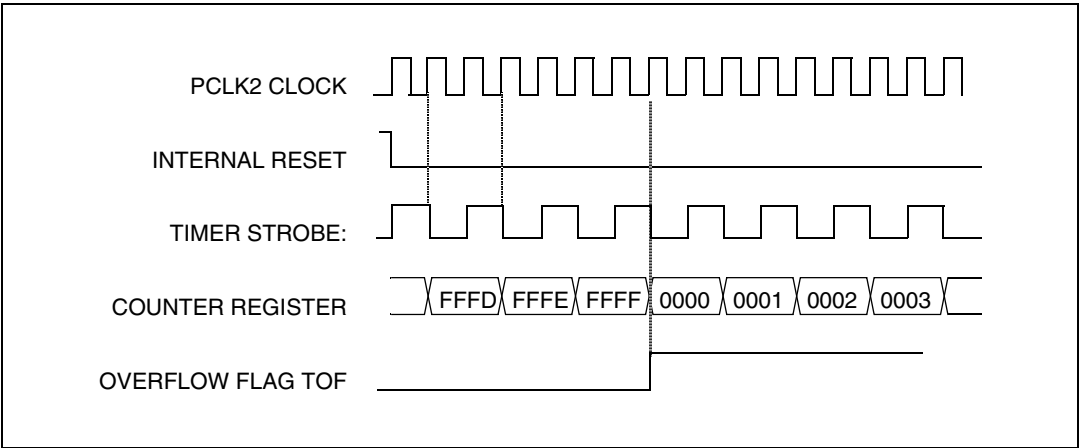 PCLK2 CLOCK
INTERNAL RESET
TIMER STROBE:
COUNTER REGISTER FFFD FFFE FFFF 0000 0001 0002 0003
OVERFLOW FLAG TOF